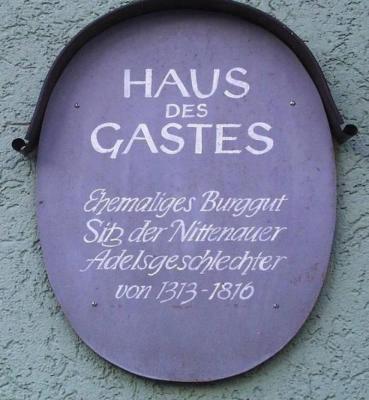 HAUS
DES
GASTES
Ehemaliges Burggut
Sitz der Nittenauer
Adelsgeschlechter
von 1313-1816